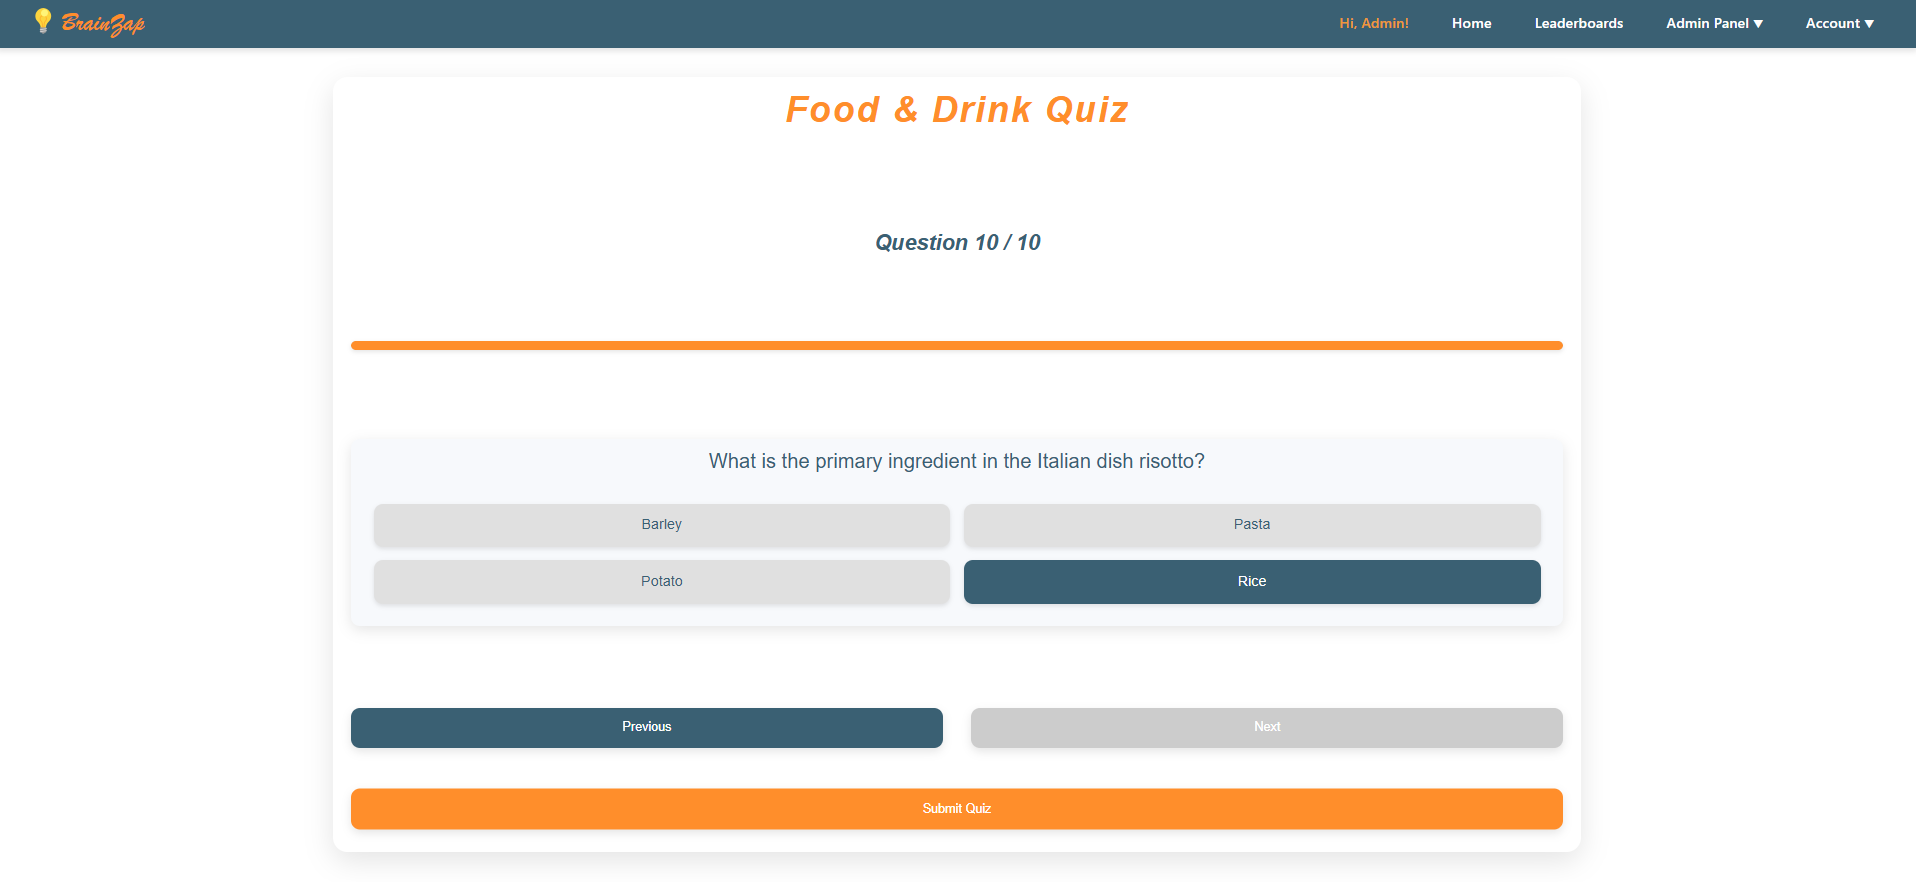 BrainZap
Hi, Admin! Home Leaderboards Admin Panel ▼ Account ▼
Food & Drink Quiz
Question 10 / 10
What is the primary ingredient in the Italian dish risotto?
Barley Pasta
Potato Rice
Previous Next
Submit Quiz